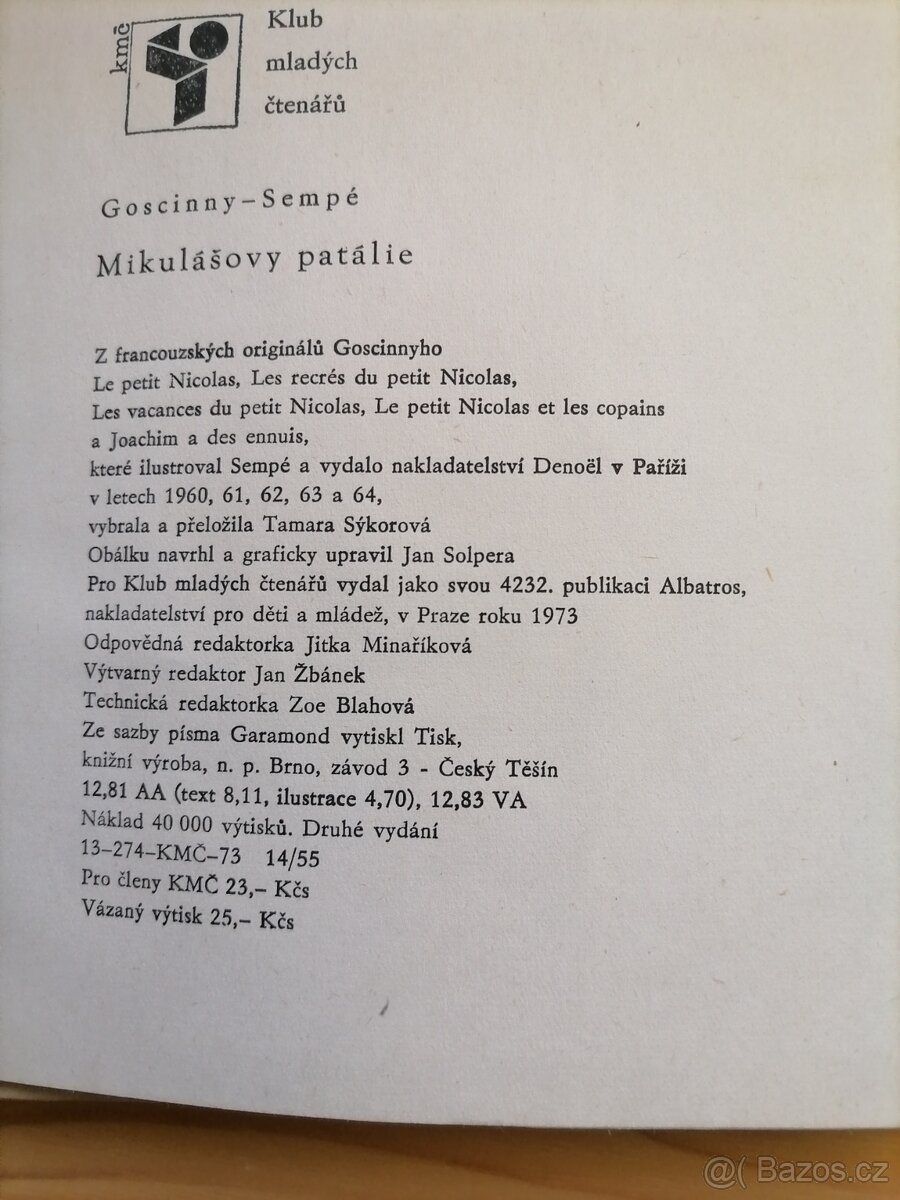 kmč
Klub
mladých
čtenářů
Goscinny–Sempé
Mikulášovy patálie
Z francouzských originálů Goscinnyho
Le petit Nicolas, Les recrés du petit Nicolas,
Les vacances du petit Nicolas, Le petit Nicolas et les copains
a Joachim a des ennuis,
které ilustroval Sempé a vydalo nakladatelství Denoël v Paříži
v letech 1960, 61, 62, 63 a 64,
vybrala a přeložila Tamara Sýkorová
Obálku navrhl a graficky upravil Jan Solpera
Pro Klub mladých čtenářů vydal jako svou 4232. publikaci Albatros,
nakladatelství pro děti a mládež, v Praze roku 1973
Odpovědná redaktorka Jitka Minaříková
Výtvarný redaktor Jan Žbánek
Technická redaktorka Zoe Blahová
Ze sazby písma Garamond vytiskl Tisk,
knižní výroba, n. p. Brno, závod 3 - Český Těšín
12,81 AA (text 8,11, ilustrace 4,70), 12,83 VA
Náklad 40 000 výtisků. Druhé vydání
13–274–KMČ–73 14/55
Pro členy KMČ 23,– Kčs
Vázaný výtisk 25,– Kčs
@( Bazos.cz